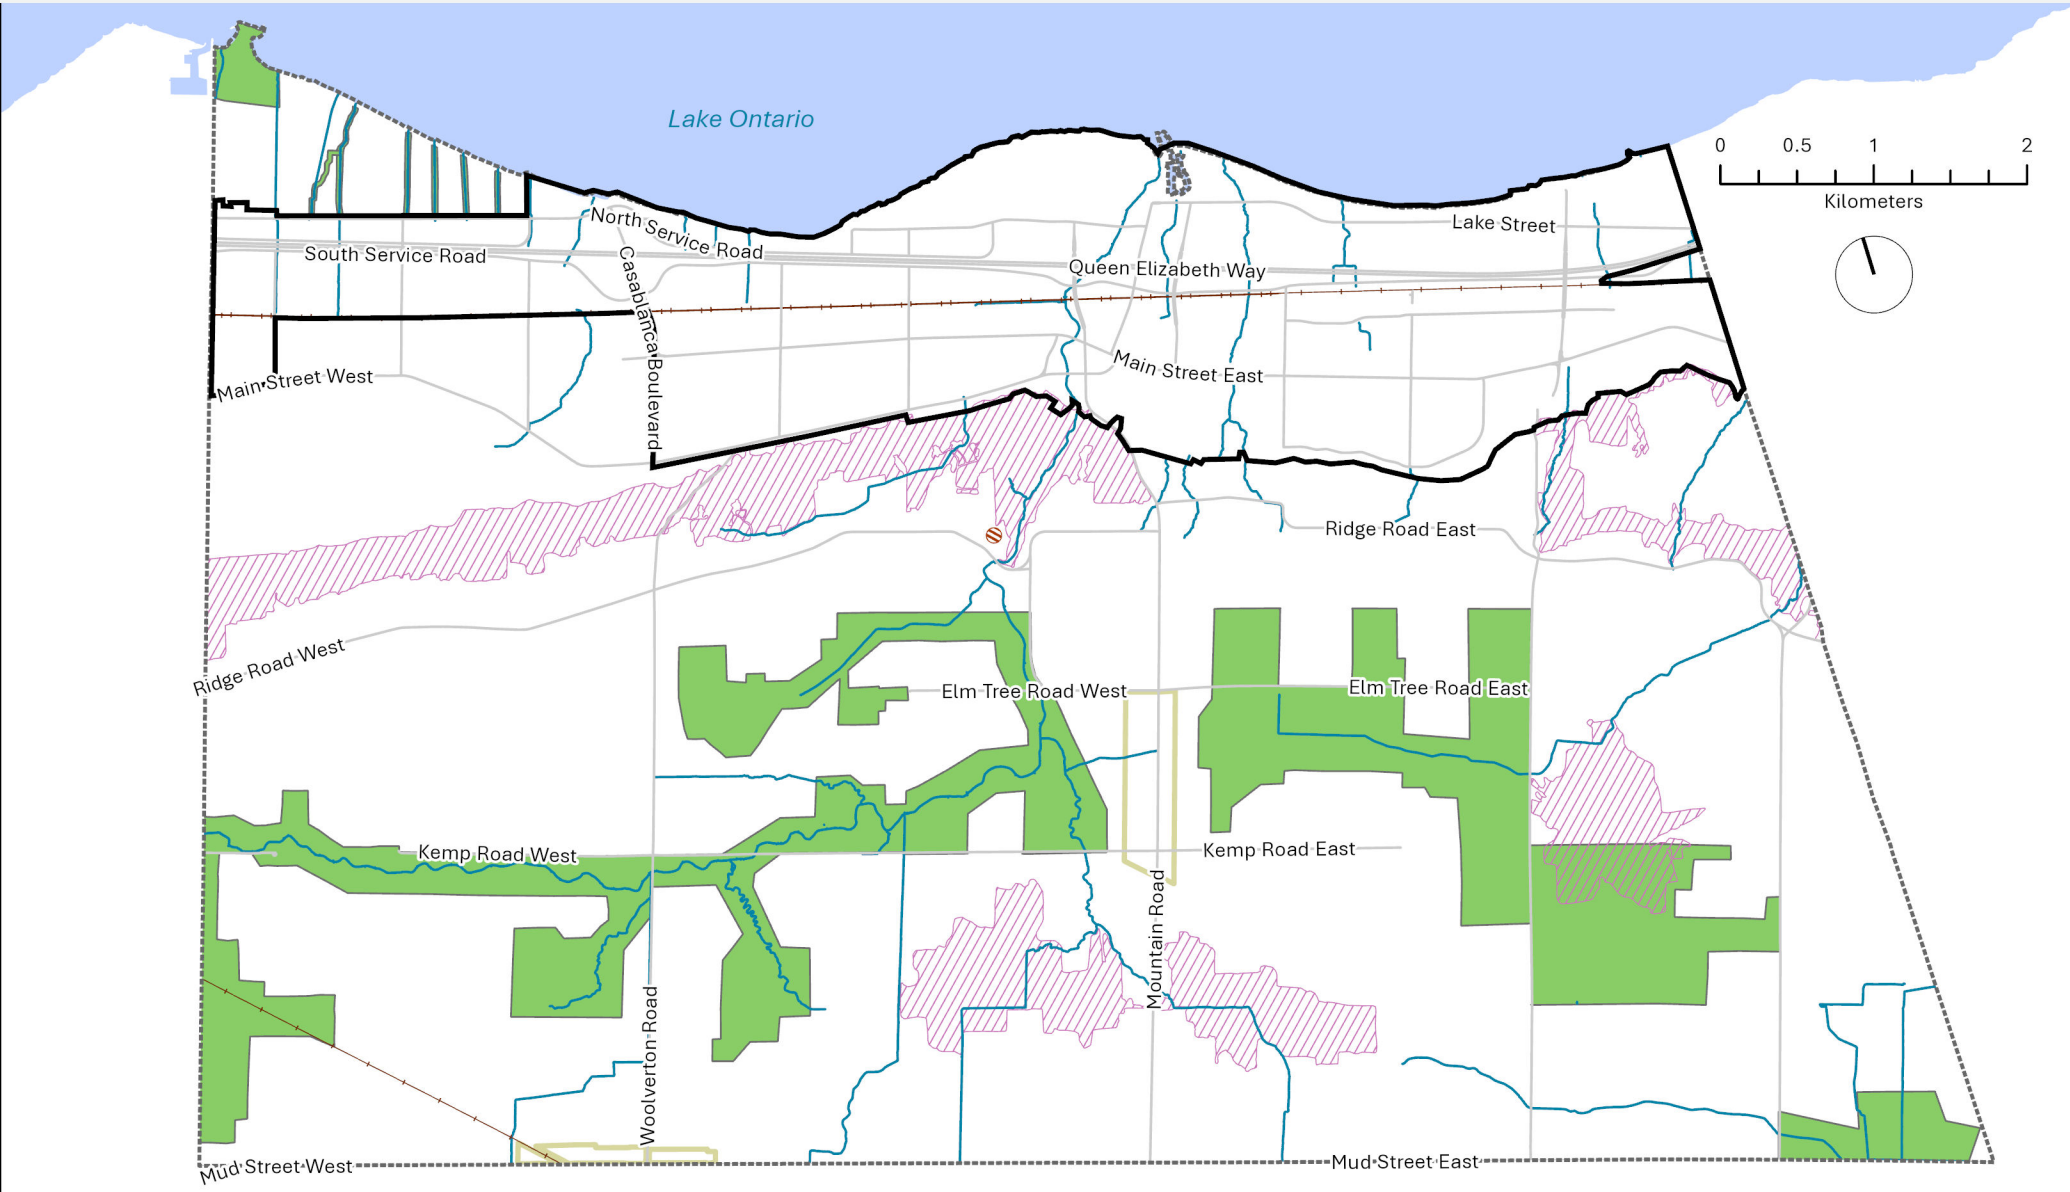 Lake Ontario
0 0.5 1 2
Kilometers
North Service Road
Lake Street
South Service Road
Queen Elizabeth Way
Casablanca Boulevard
Main Street West
Main Street East
Ridge Road East
Ridge Road West
Elm Tree Road West
Elm Tree Road East
Kemp Road West
Kemp Road East
Mountain Road
Woolverton Road
Mud Street West
Mud Street East